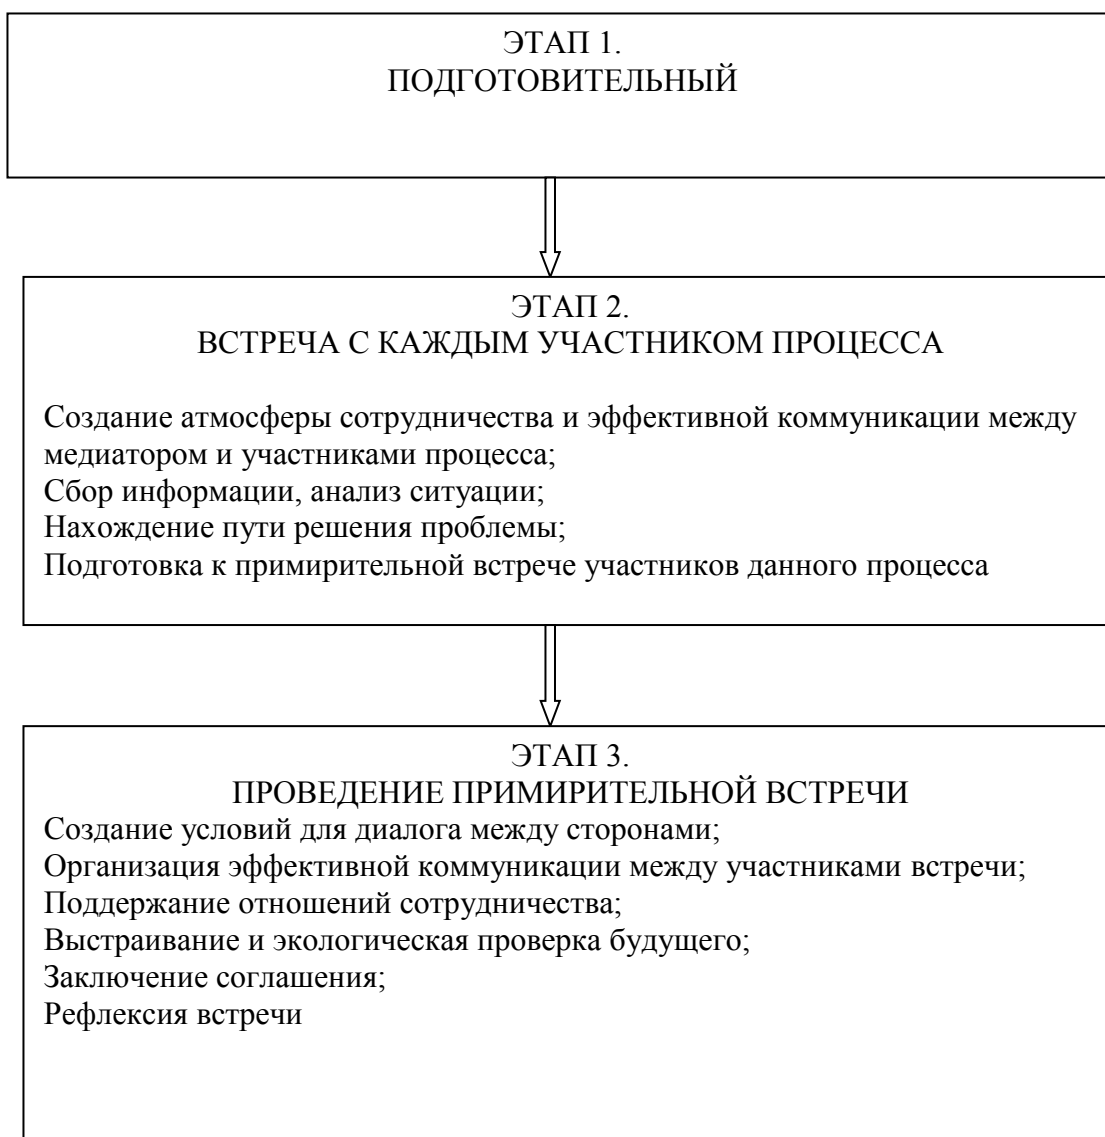 ЭТАП 1.
ПОДГОТОВИТЕЛЬНЫЙ
ЭТАП 2.
ВСТРЕЧА С КАЖДЫМ УЧАСТНИКОМ ПРОЦЕССА
Создание атмосферы сотрудничества и эффективной коммуникации между
медиатором и участниками процесса;
Сбор информации, анализ ситуации;
Нахождение пути решения проблемы;
Подготовка к примирительной встрече участников данного процесса
ЭТАП 3.
ПРОВЕДЕНИЕ ПРИМИРИТЕЛЬНОЙ ВСТРЕЧИ
Создание условий для диалога между сторонами;
Организация эффективной коммуникации между участниками встречи;
Поддержание отношений сотрудничества;
Выстраивание и экологическая проверка будущего;
Заключение соглашения;
Рефлексия встречи